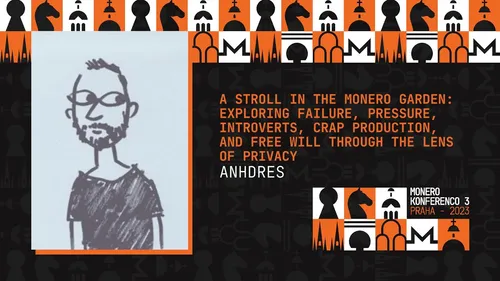 A STROLL IN THE MONERO GARDEN:
EXPLORING FAILURE, PRESSURE,
INTROVERTS, CRAP PRODUCTION,
AND FREE WILL THROUGH THE LENS
OF PRIVACY
ANHDRES
MONERO
KONFERENCO 3
PRAHA - 2023